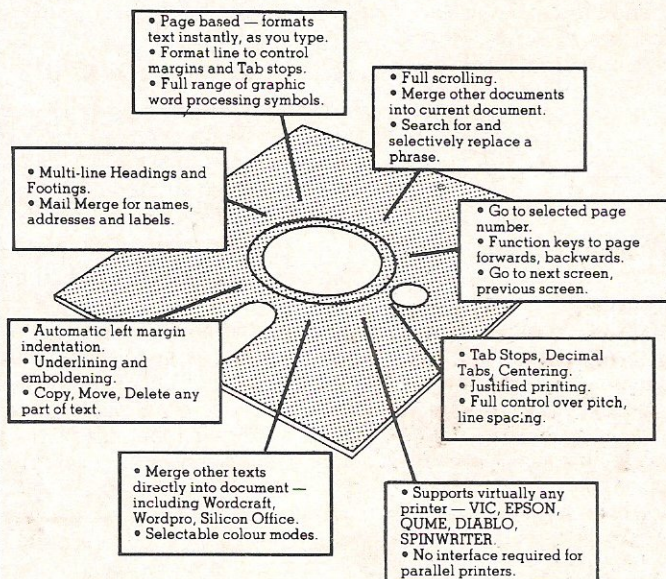 • Page based — formats
text instantly, as you type.
• Format line to control
margins and Tab stops.
• Full range of graphic
word processing symbols.
• Full scrolling.
• Merge other documents
into current document.
• Search for and
selectively replace a
phrase.
• Multi-line Headings and
Footings.
• Mail Merge for names,
addresses and labels.
• Go to selected page
number.
• Function keys to page
forwards, backwards.
• Go to next screen,
previous screen.
• Automatic left margin
indentation.
• Underlining and
emboldening.
• Copy, Move, Delete any
part of text.
• Tab Stops, Decimal
Tabs, Centering.
• Justified printing.
• Full control over pitch,
line spacing.
• Merge other texts
directly into document —
including Wordcraft,
Wordpro, Silicon Office.
• Selectable colour modes.
• Supports virtually any
printer — VIC, EPSON,
QUME, DIABLO,
SPINWRITER.
• No interface required for
parallel printers.